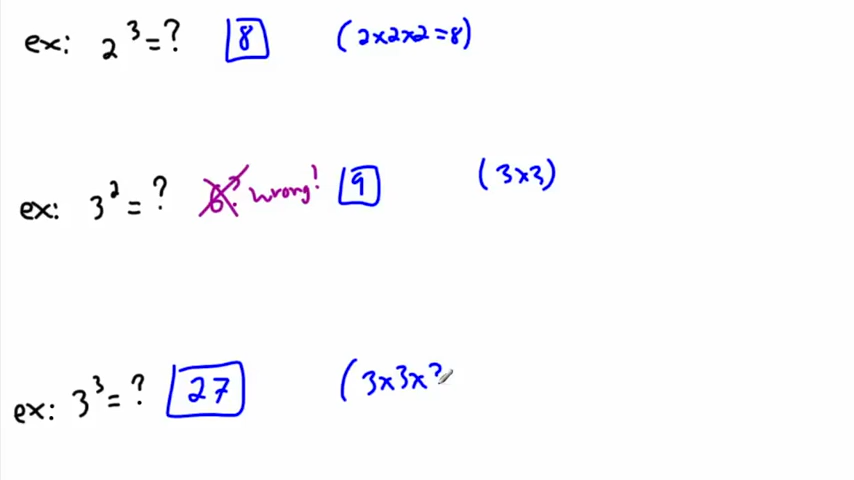 ex: 2³=? 8 (2x2x2=8)
ex: 3²=? 6? wrong! 9 (3x3)
ex: 3³=? 27 (3x3x3